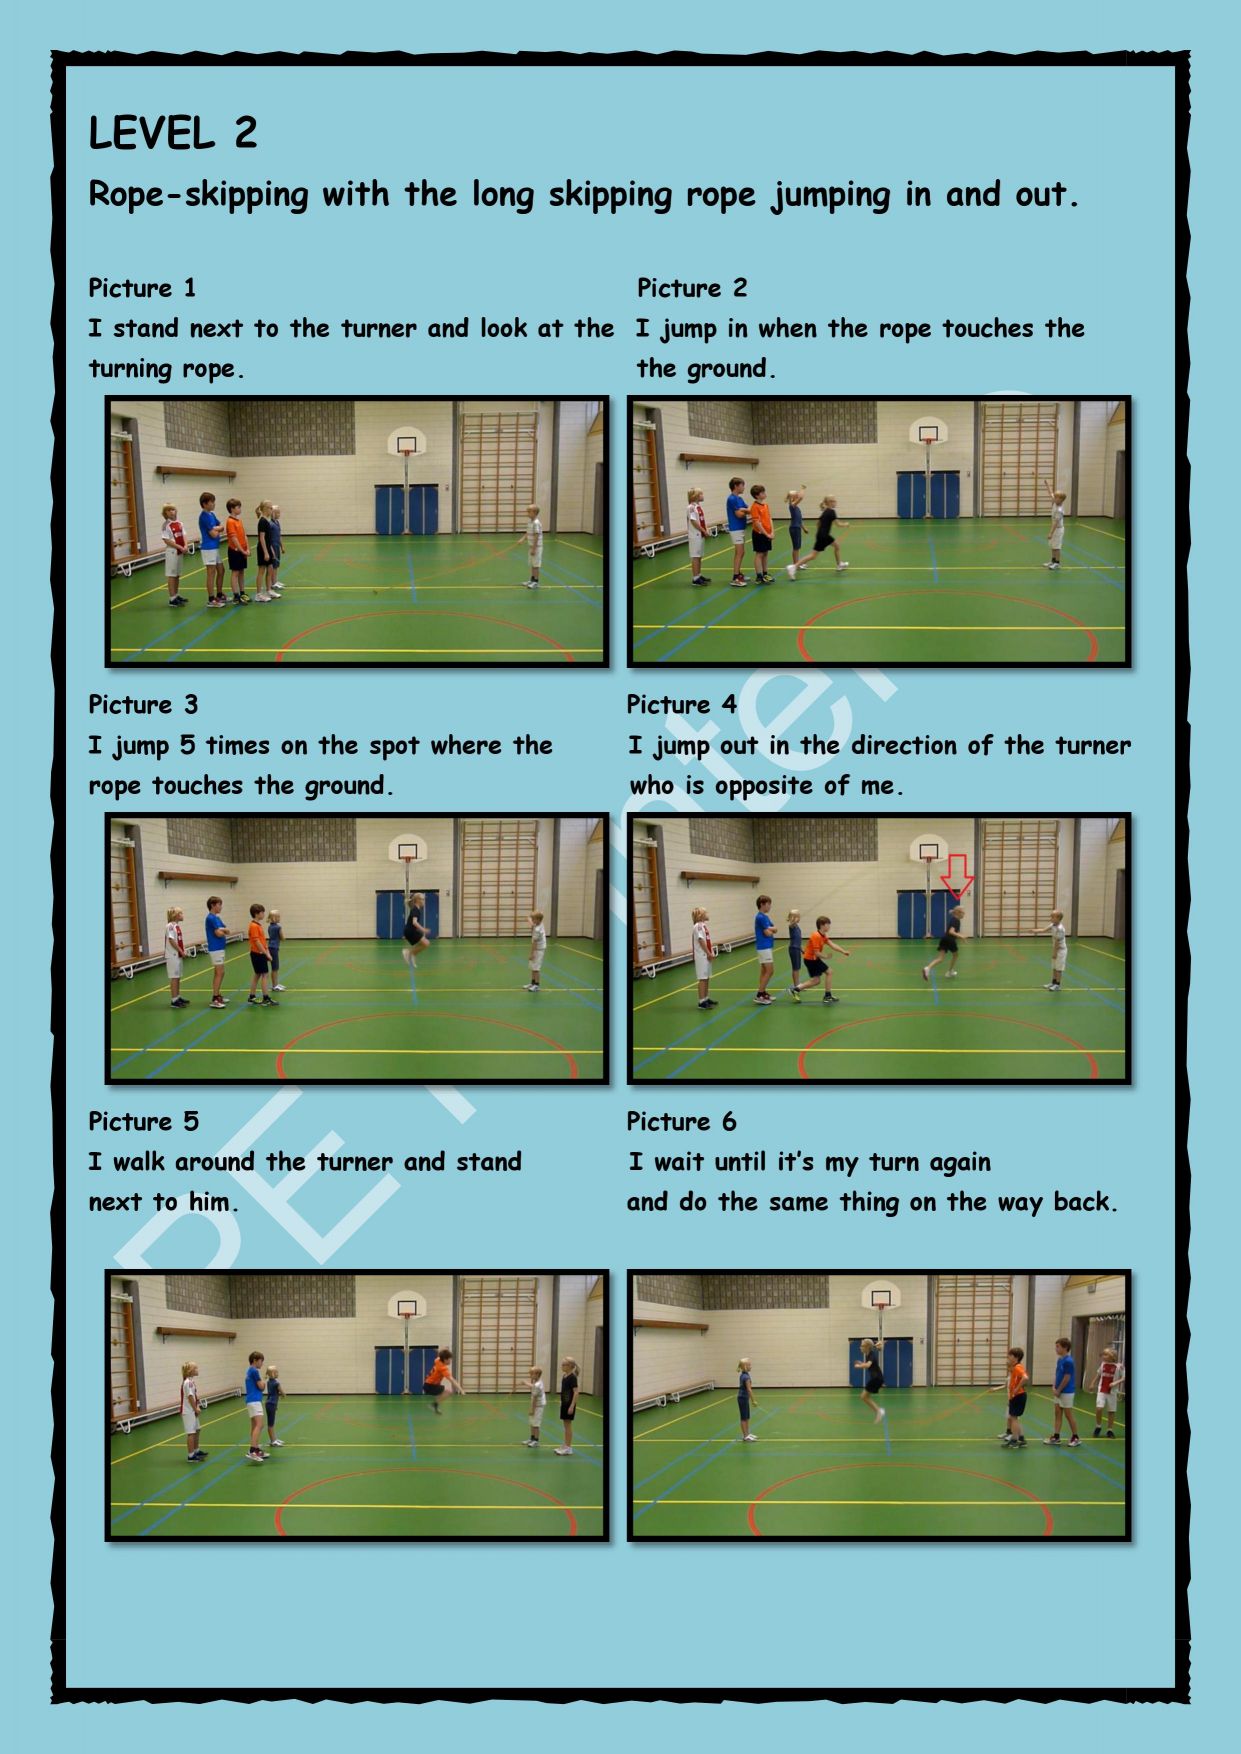 LEVEL 2
Rope-skipping with the long skipping rope jumping in and out.
Picture 1
I stand next to the turner and look at the
turning rope.
Picture 2
I jump in when the rope touches the
the ground.
Picture 3
I jump 5 times on the spot where the
rope touches the ground.
Picture 4
I jump out in the direction of the turner
who is opposite of me.
Picture 5
I walk around the turner and stand
next to him.
Picture 6
I wait until it's my turn again
and do the same thing on the way back.
PE